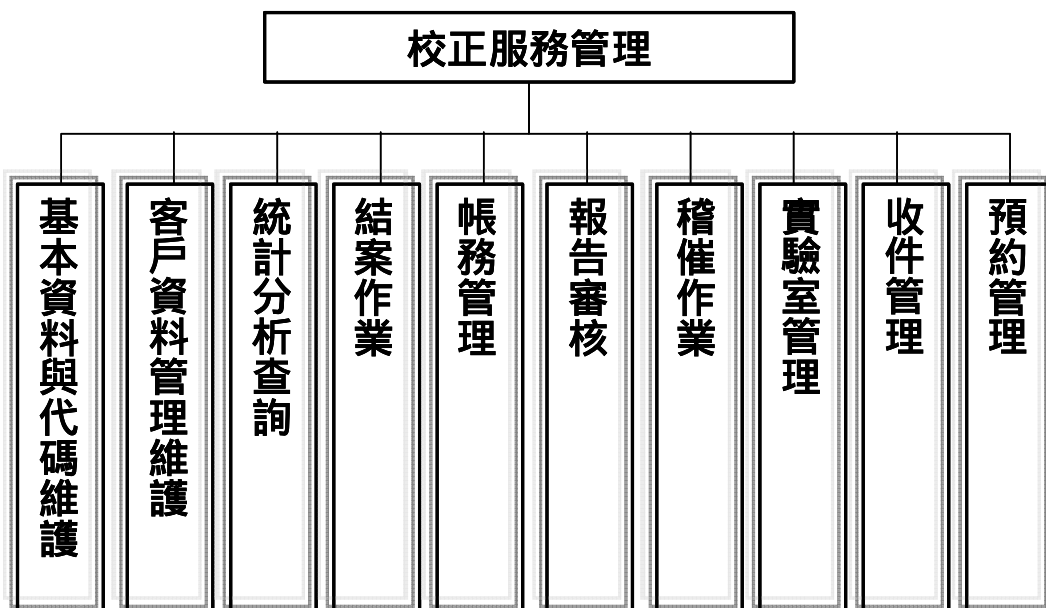 校正服務管理
基本資料與代碼維護
客戶資料管理維護
統計分析查詢
結案作業
帳務管理
報告審核
稽催作業
實驗室管理
收件管理
預約管理